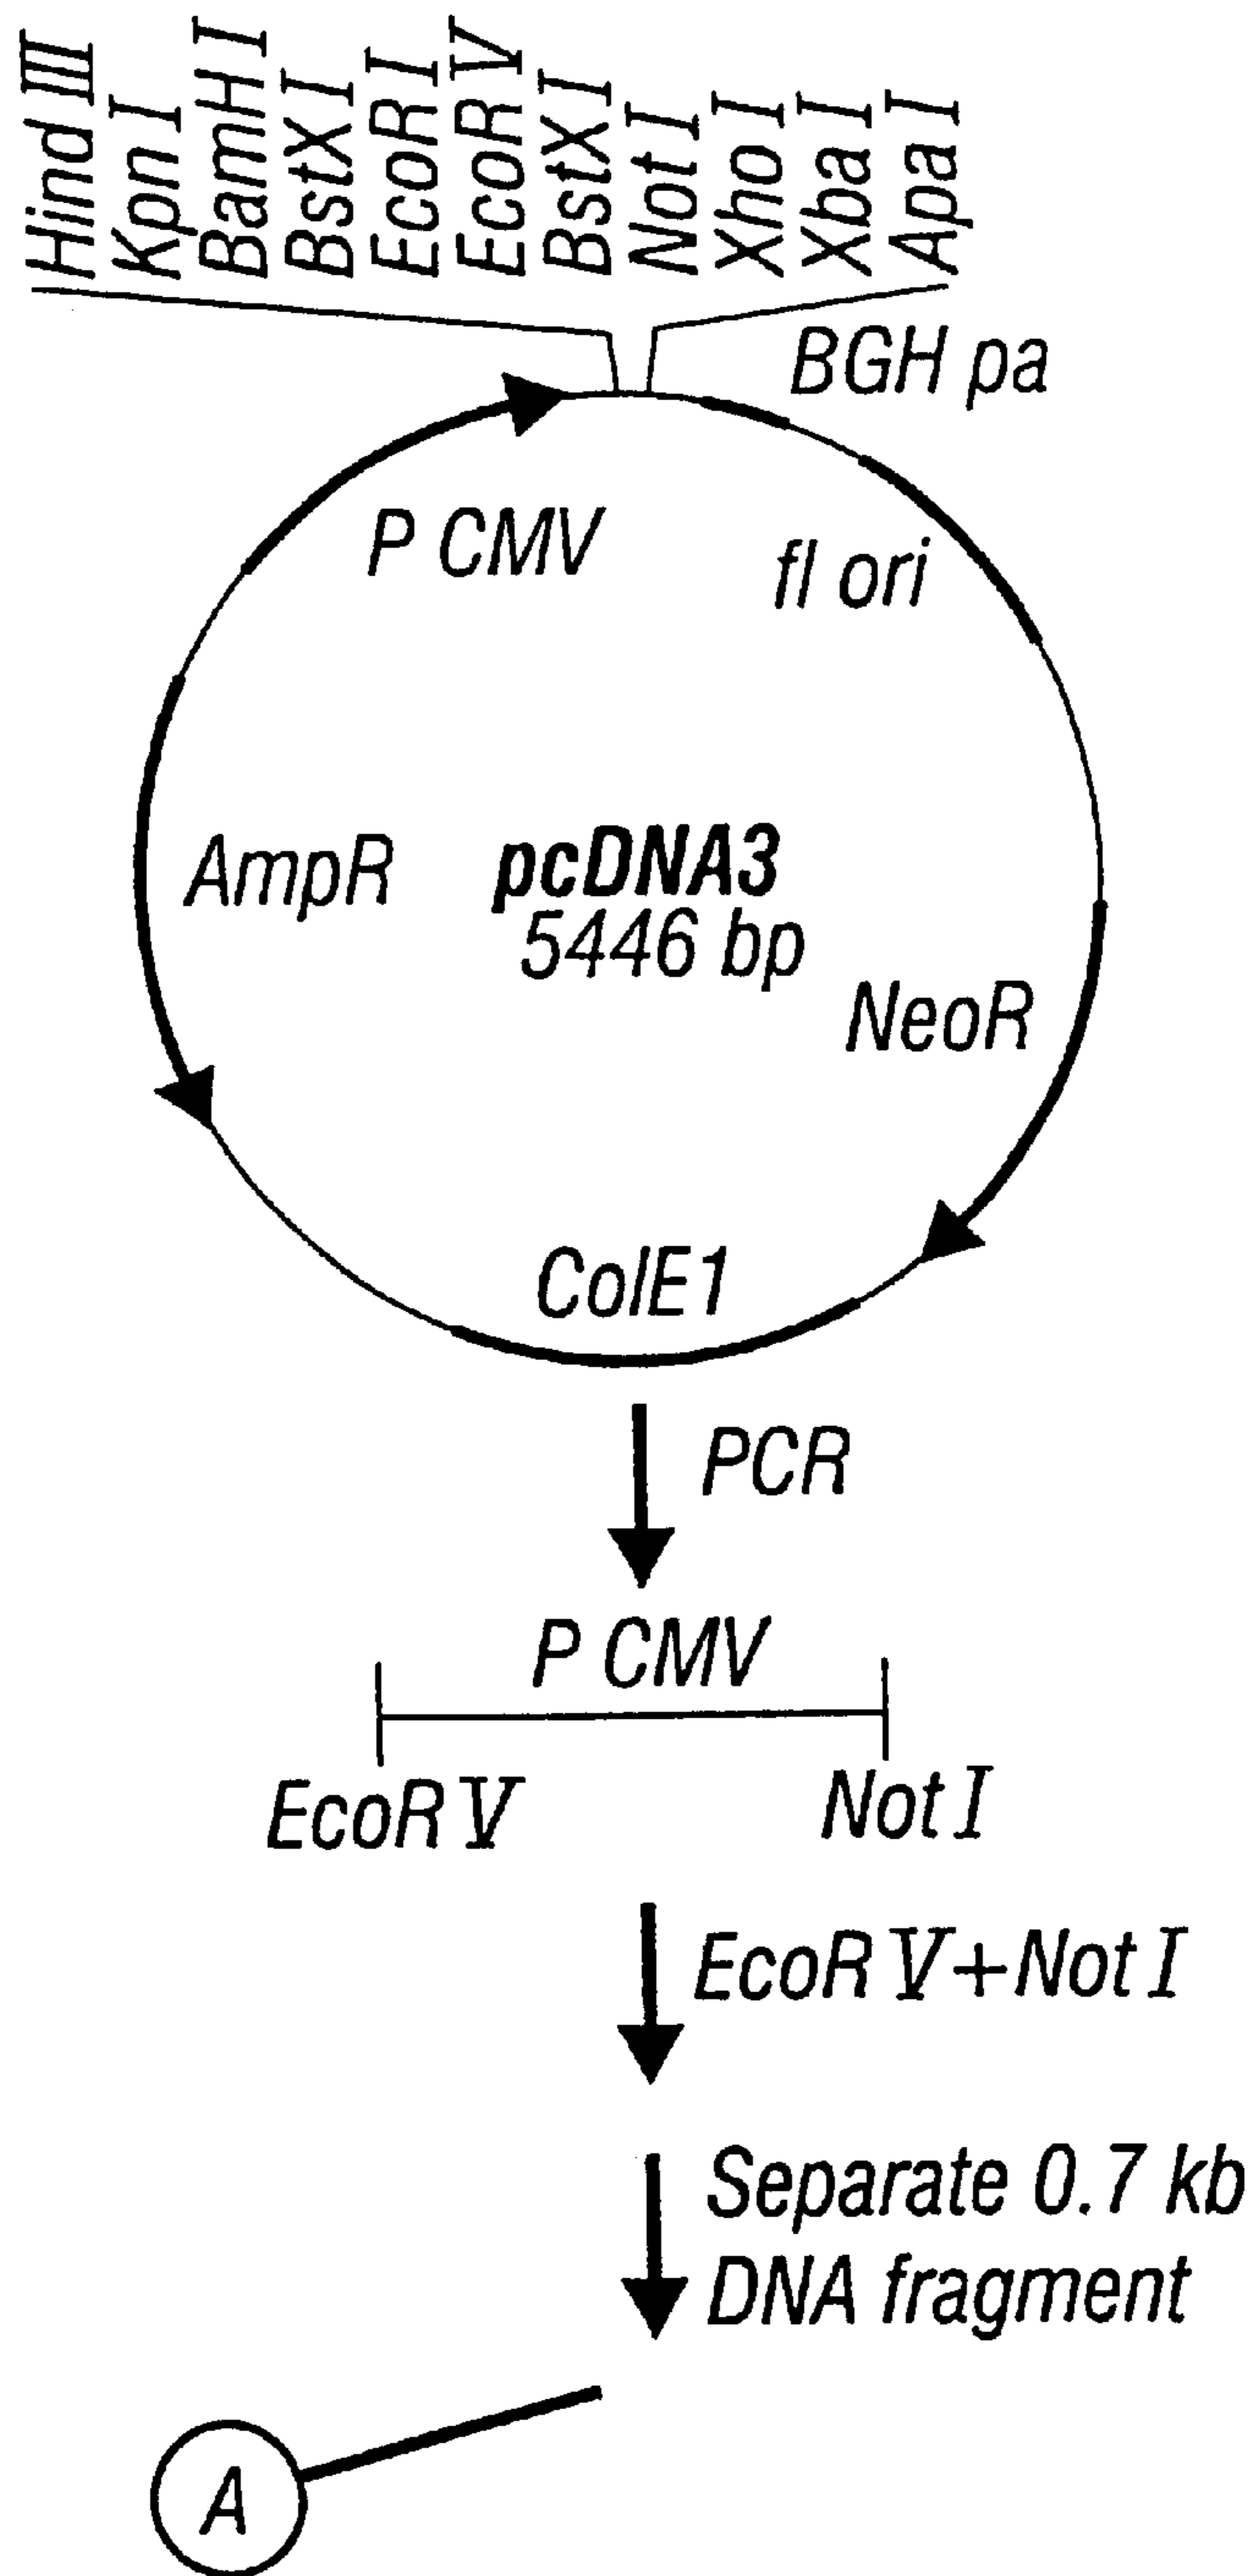 Hind III
Kpn I
BamH I
BstX I
EcoR I
EcoR V
BstX I
Not I
Xho I
Xba I
Apa I
BGH pa
P CMV
fl ori
AmpR
pcDNA3
5446 bp
NeoR
ColE1
PCR
P CMV
EcoR V
Not I
EcoR V+Not I
Separate 0.7 kb
DNA fragment
A